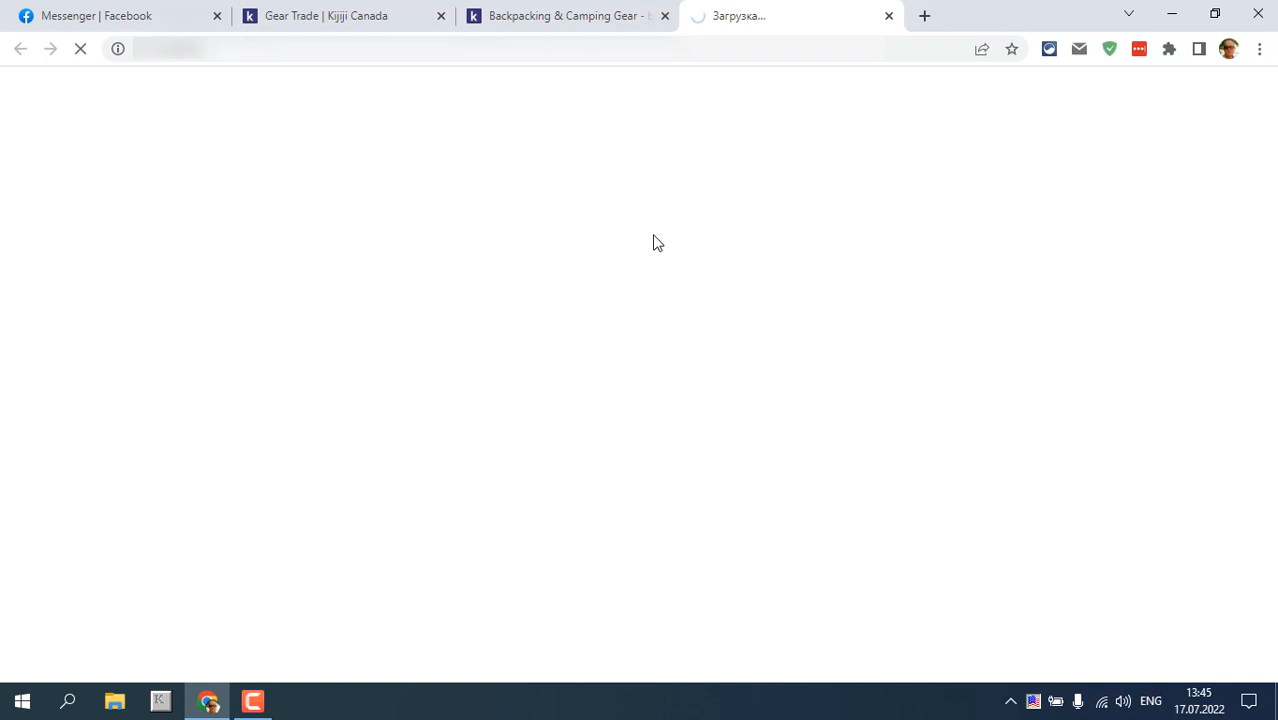 Messenger | Facebook
Gear Trade | Kijiji Canada
Backpacking & Camping Gear -
Загрузка...
ENG
13:45
17.07.2022